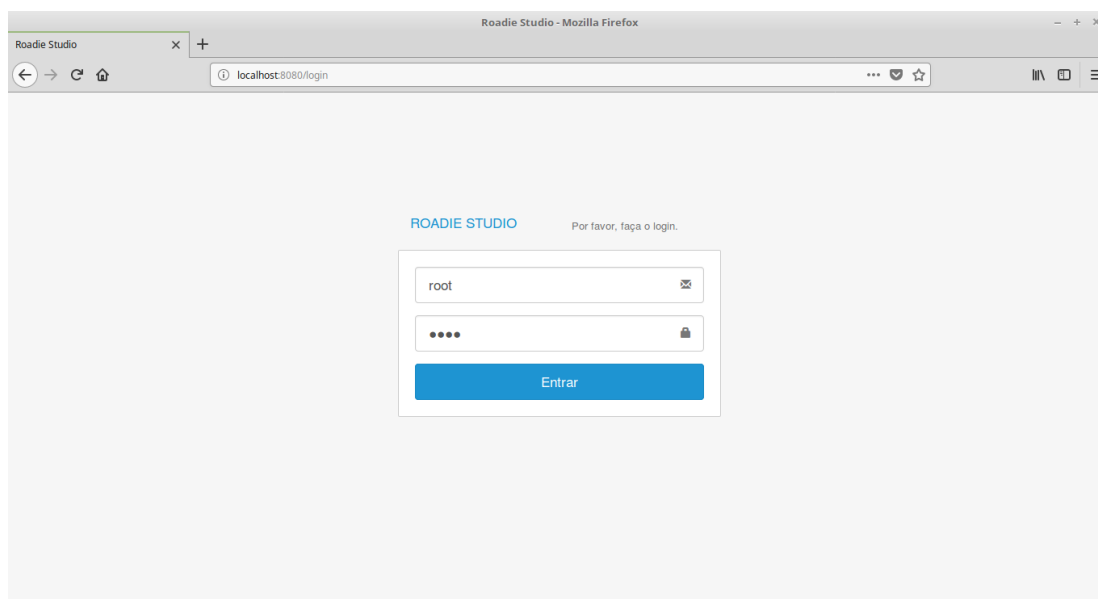 Roadie Studio - Mozilla Firefox
Roadie Studio
localhost:8080/login
ROADIE STUDIO Por favor, faça o login.
root
••••
Entrar